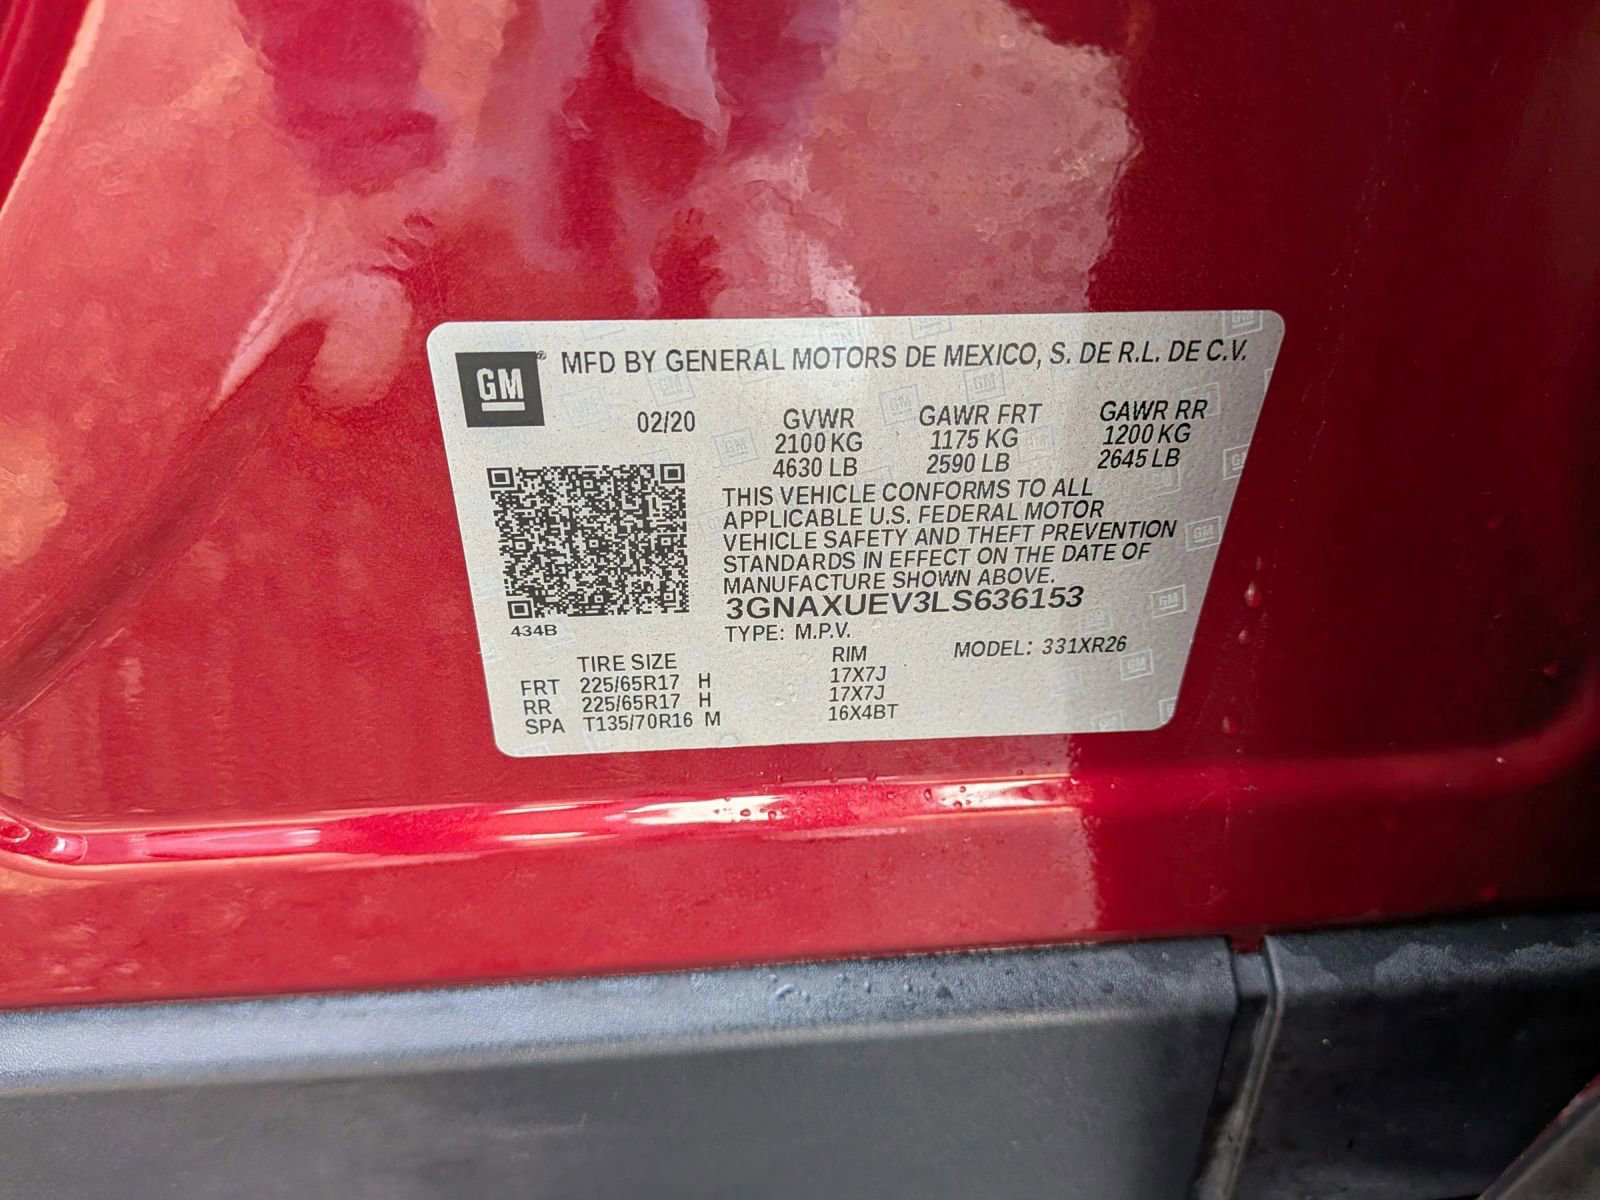 GM® MFD BY GENERAL MOTORS DE MEXICO, S. DE R.L. DE C.V.
02/20 GVWR GAWR FRT GAWR RR
2100 KG 1175 KG 1200 KG
4630 LB 2590 LB 2645 LB
THIS VEHICLE CONFORMS TO ALL
APPLICABLE U.S. FEDERAL MOTOR
VEHICLE SAFETY AND THEFT PREVENTION
STANDARDS IN EFFECT ON THE DATE OF
MANUFACTURE SHOWN ABOVE.
3GNAXUEV3LS636153
434B
TYPE: M.P.V. MODEL: 331XR26
TIRE SIZE RIM
FRT 225/65R17 H 17X7J
RR 225/65R17 H 17X7J
SPA T135/70R16 M 16X4BT